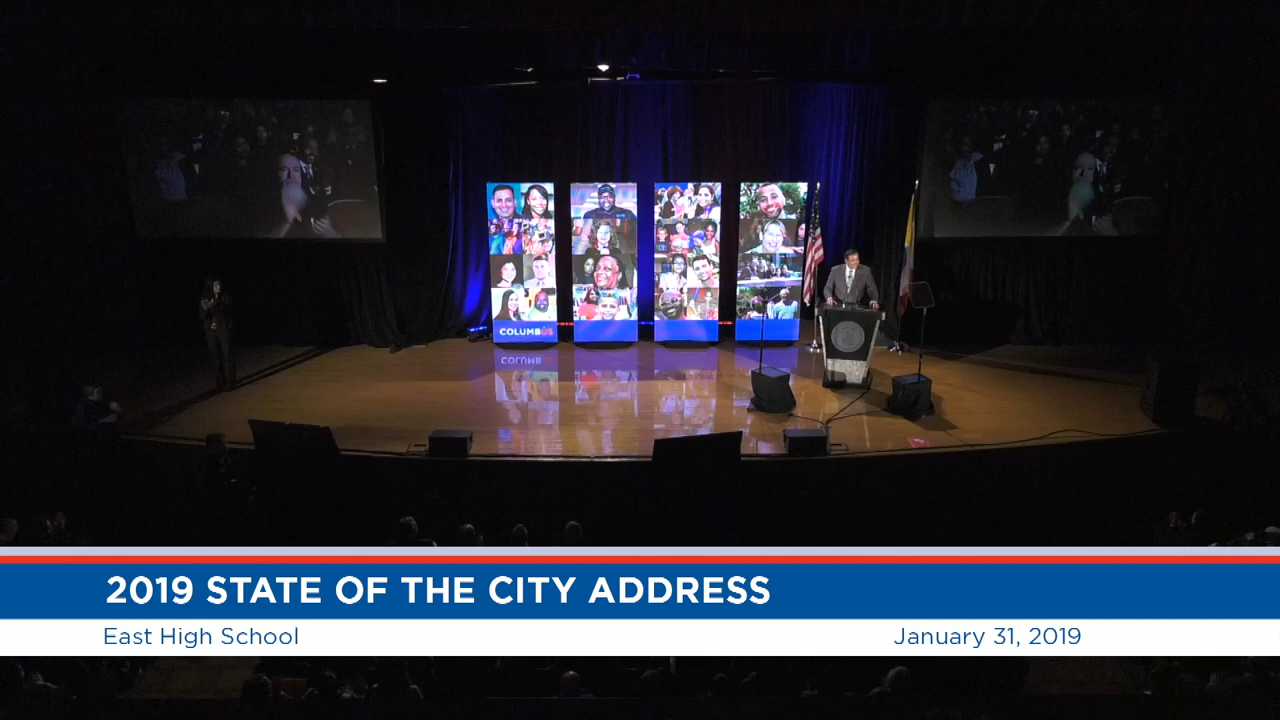 COLUMBUS
2019 STATE OF THE CITY ADDRESS
East High School
January 31, 2019